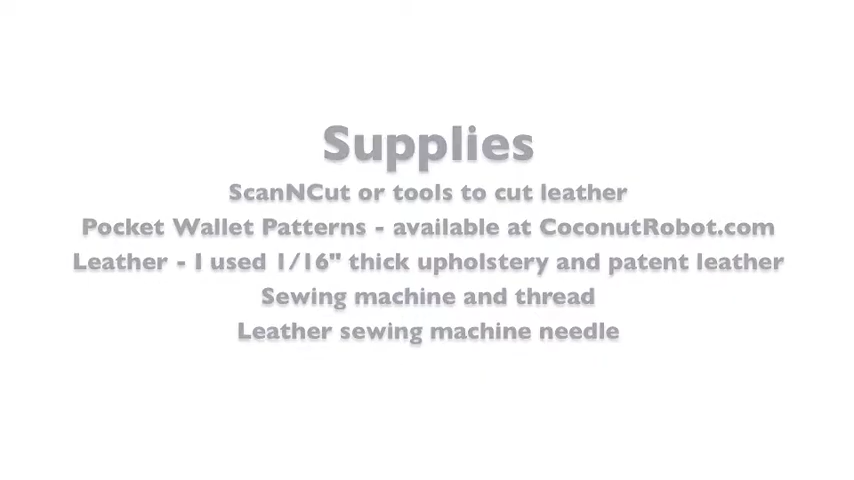 Supplies
ScanNCut or tools to cut leather
Pocket Wallet Patterns - available at CoconutRobot.com
Leather - I used 1/16" thick upholstery and patent leather
Sewing machine and thread
Leather sewing machine needle